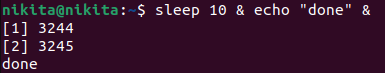 nikita@nikita:~$ sleep 10 & echo "done" &
[1] 3244
[2] 3245
done